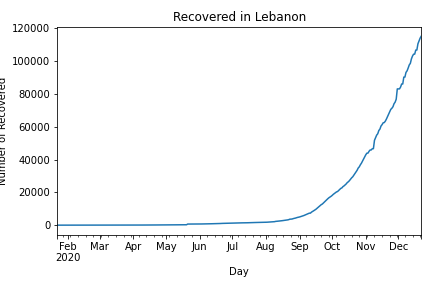 Recovered in Lebanon
120000
100000
80000
60000
40000
20000
0
Number of Recovered
Feb Mar Apr May Jun Jul Aug Sep Oct Nov Dec
2020
Day